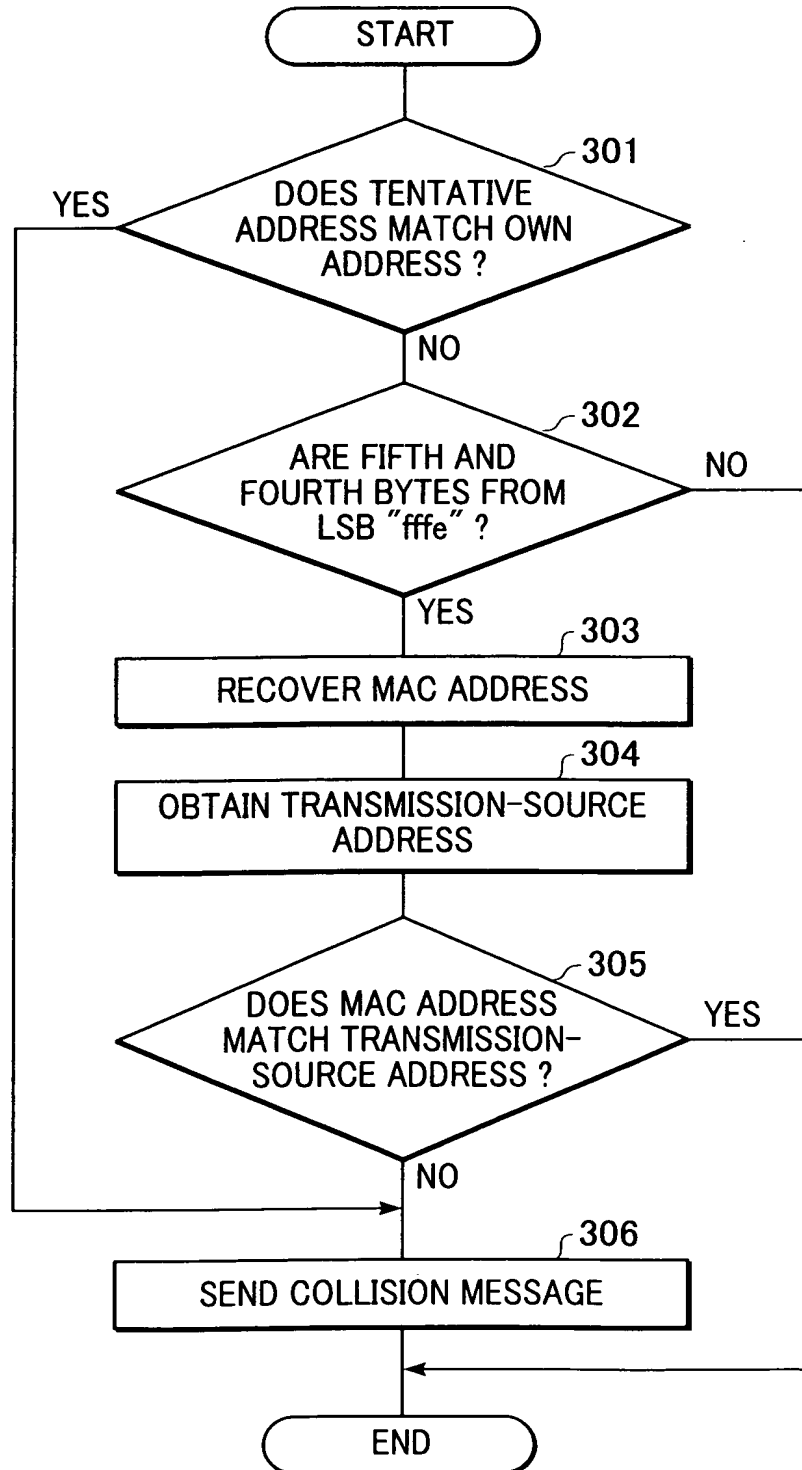 START
301
DOES TENTATIVE
ADDRESS MATCH OWN
ADDRESS ?
YES
NO
302
ARE FIFTH AND
FOURTH BYTES FROM
LSB "fffe" ?
NO
YES
303
RECOVER MAC ADDRESS
304
OBTAIN TRANSMISSION-SOURCE
ADDRESS
305
DOES MAC ADDRESS
MATCH TRANSMISSION-
SOURCE ADDRESS ?
YES
NO
306
SEND COLLISION MESSAGE
END